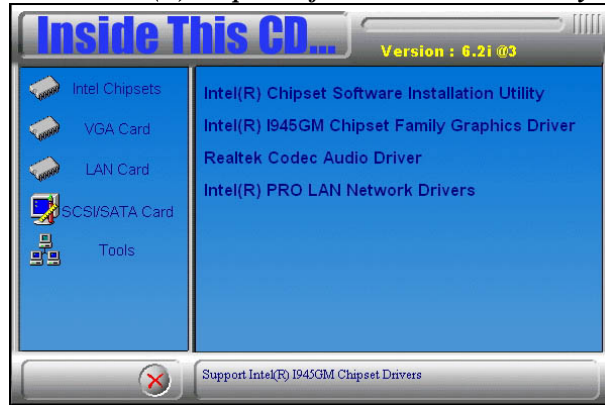 Inside This CD...
Version : 6.2i @3
Intel Chipsets
VGA Card
LAN Card
SCSI/SATA Card
Tools
Intel(R) Chipset Software Installation Utility
Intel(R) I945GM Chipset Family Graphics Driver
Realtek Codec Audio Driver
Intel(R) PRO LAN Network Drivers
Support Intel(R) I945GM Chipset Drivers